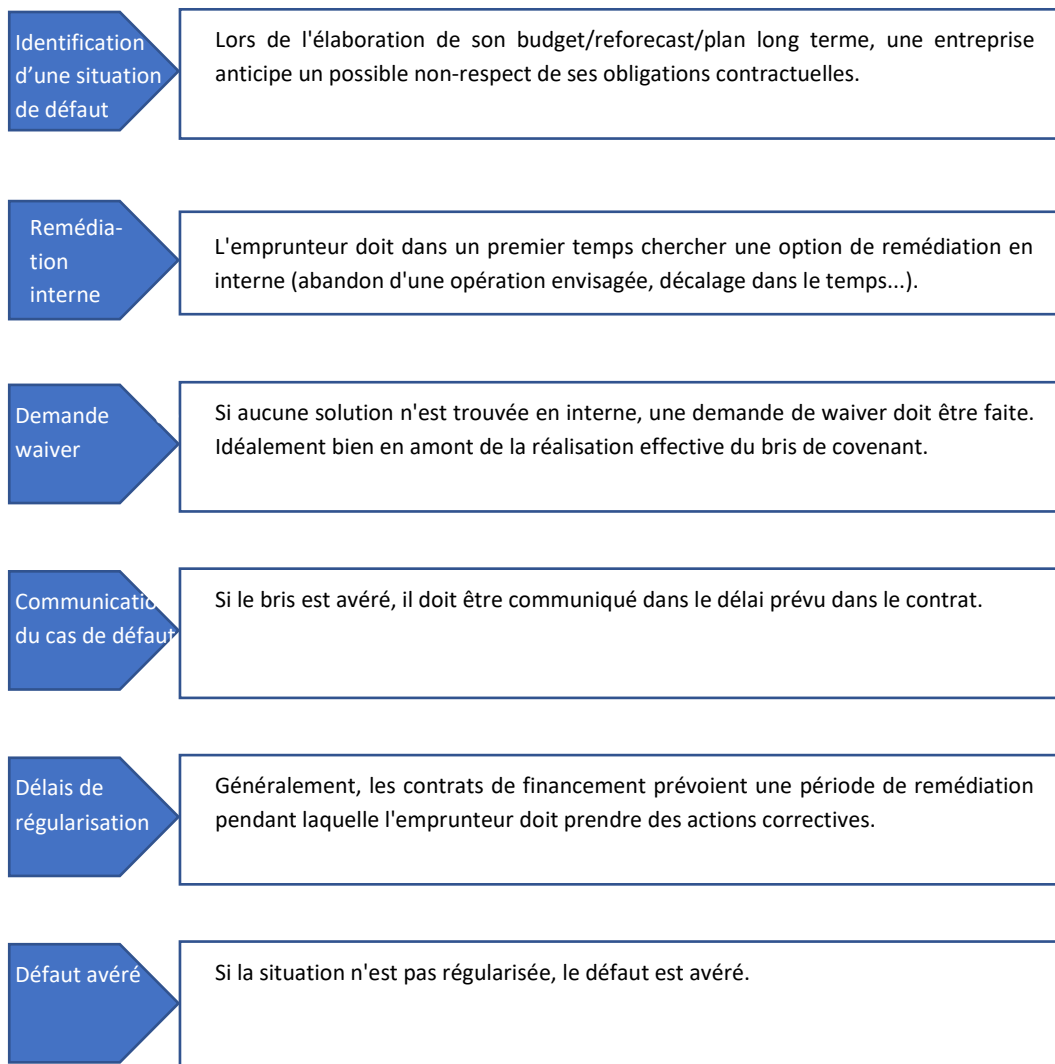 Identification
d’une situation
de défaut
Lors de l'élaboration de son budget/reforecast/plan long terme, une entreprise
anticipe un possible non-respect de ses obligations contractuelles.
Remédia-
tion
interne
L'emprunteur doit dans un premier temps chercher une option de remédiation en
interne (abandon d'une opération envisagée, décalage dans le temps...).
Demande
waiver
Si aucune solution n'est trouvée en interne, une demande de waiver doit être faite.
Idéalement bien en amont de la réalisation effective du bris de covenant.
Communicatio
du cas de défaut
Si le bris est avéré, il doit être communiqué dans le délai prévu dans le contrat.
Délais de
régularisation
Généralement, les contrats de financement prévoient une période de remédiation
pendant laquelle l'emprunteur doit prendre des actions correctives.
Défaut avéré
Si la situation n'est pas régularisée, le défaut est avéré.